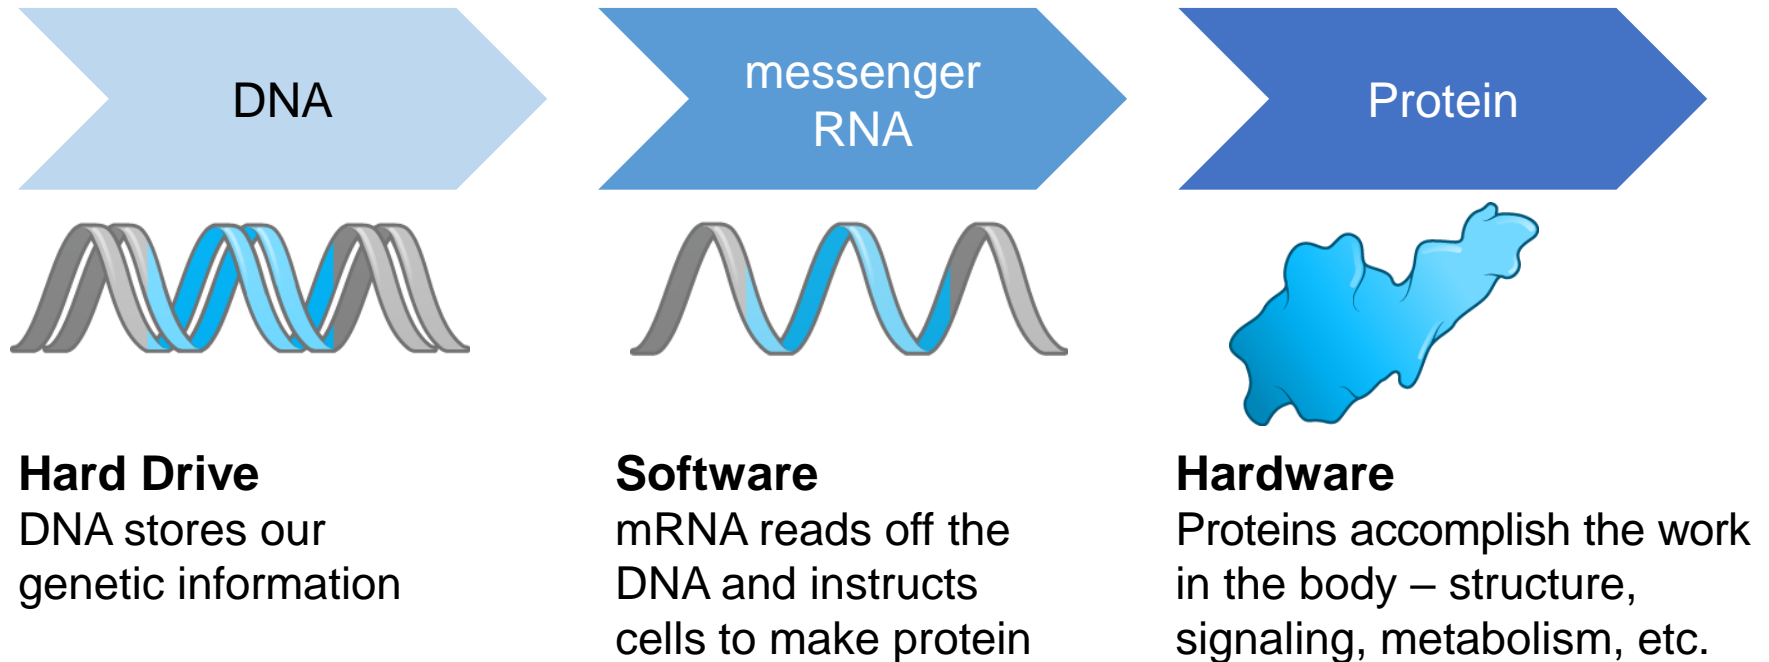 DNA
messenger
RNA
Protein
Hard Drive
DNA stores our
genetic information
Software
mRNA reads off the
DNA and instructs
cells to make protein
Hardware
Proteins accomplish the work
in the body – structure,
signaling, metabolism, etc.